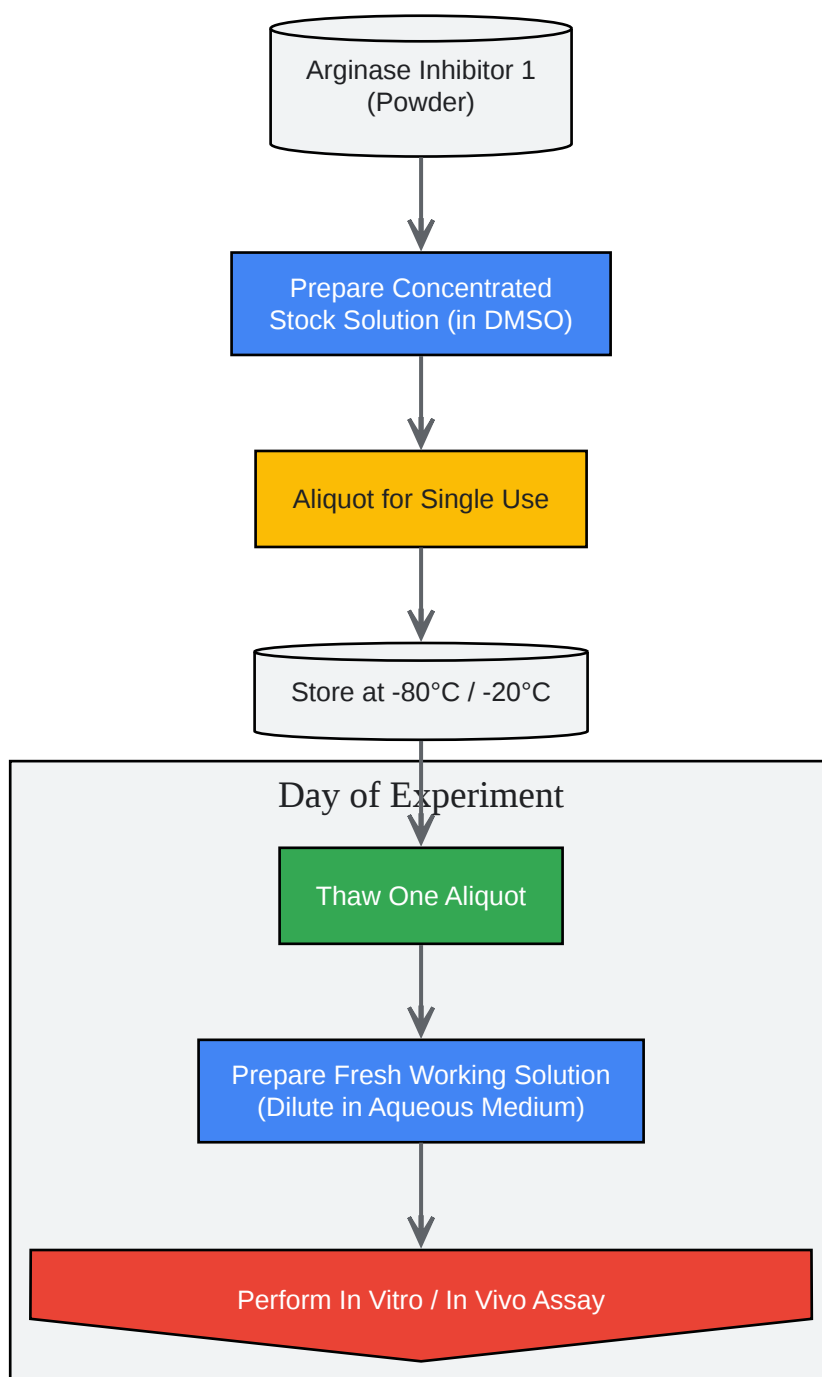 Arginase Inhibitor 1
(Powder)
Prepare Concentrated
Stock Solution (in DMSO)
Aliquot for Single Use
Store at -80°C / -20°C
Day of Experiment
Thaw One Aliquot
Prepare Fresh Working Solution
(Dilute in Aqueous Medium)
Perform In Vitro / In Vivo Assay